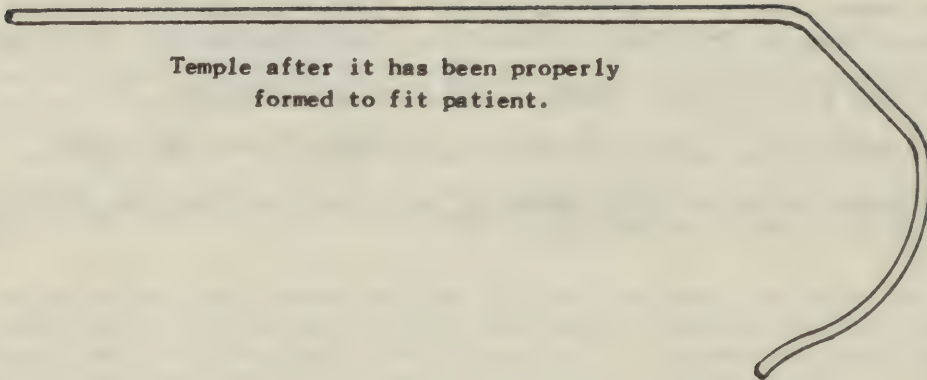 Temple after it has been properly
formed to fit patient.